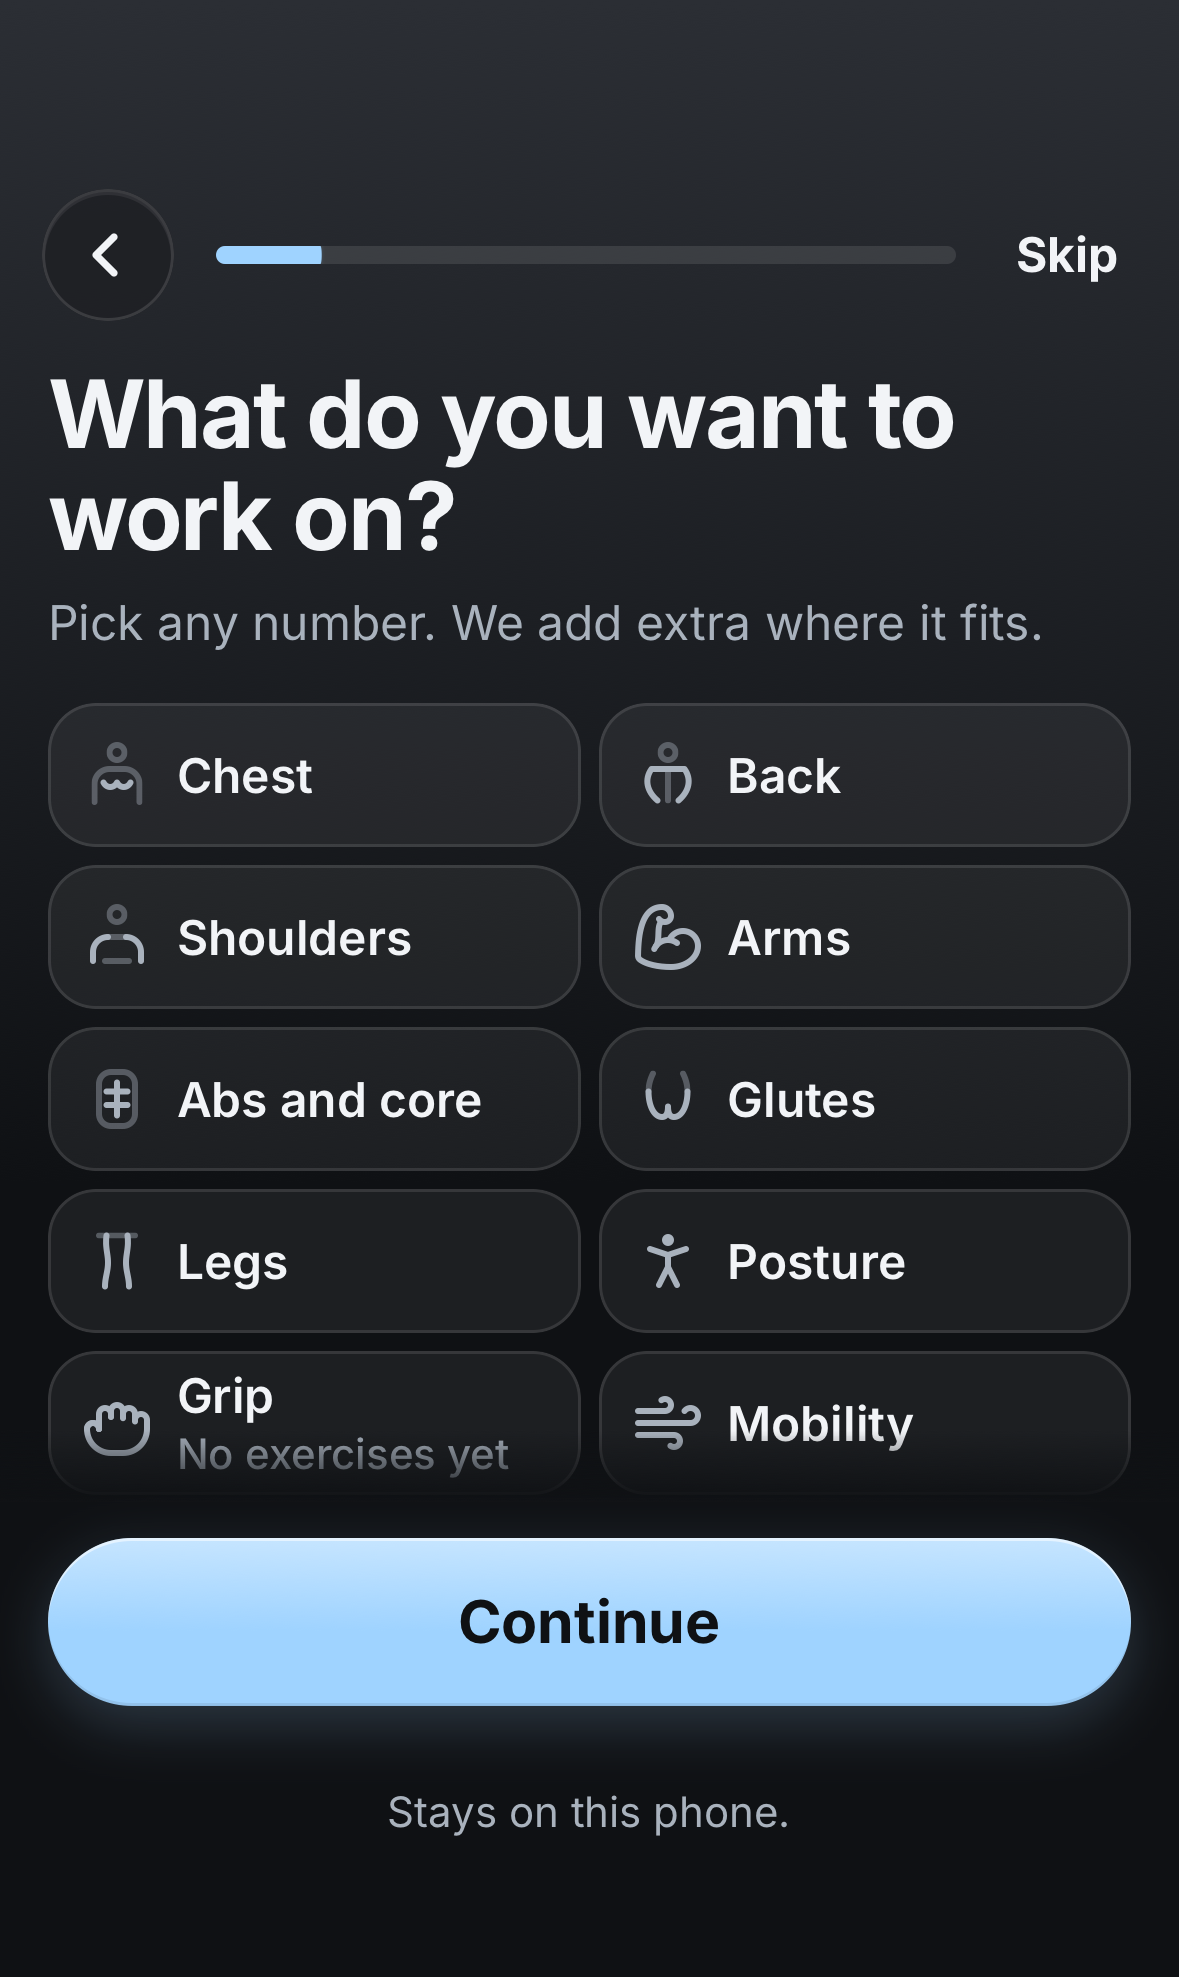 Skip
What do you want to
work on?
Pick any number. We add extra where it fits.
Chest
Back
Shoulders
Arms
Abs and core
Glutes
Legs
Posture
Grip
No exercises yet
Mobility
Continue
Stays on this phone.